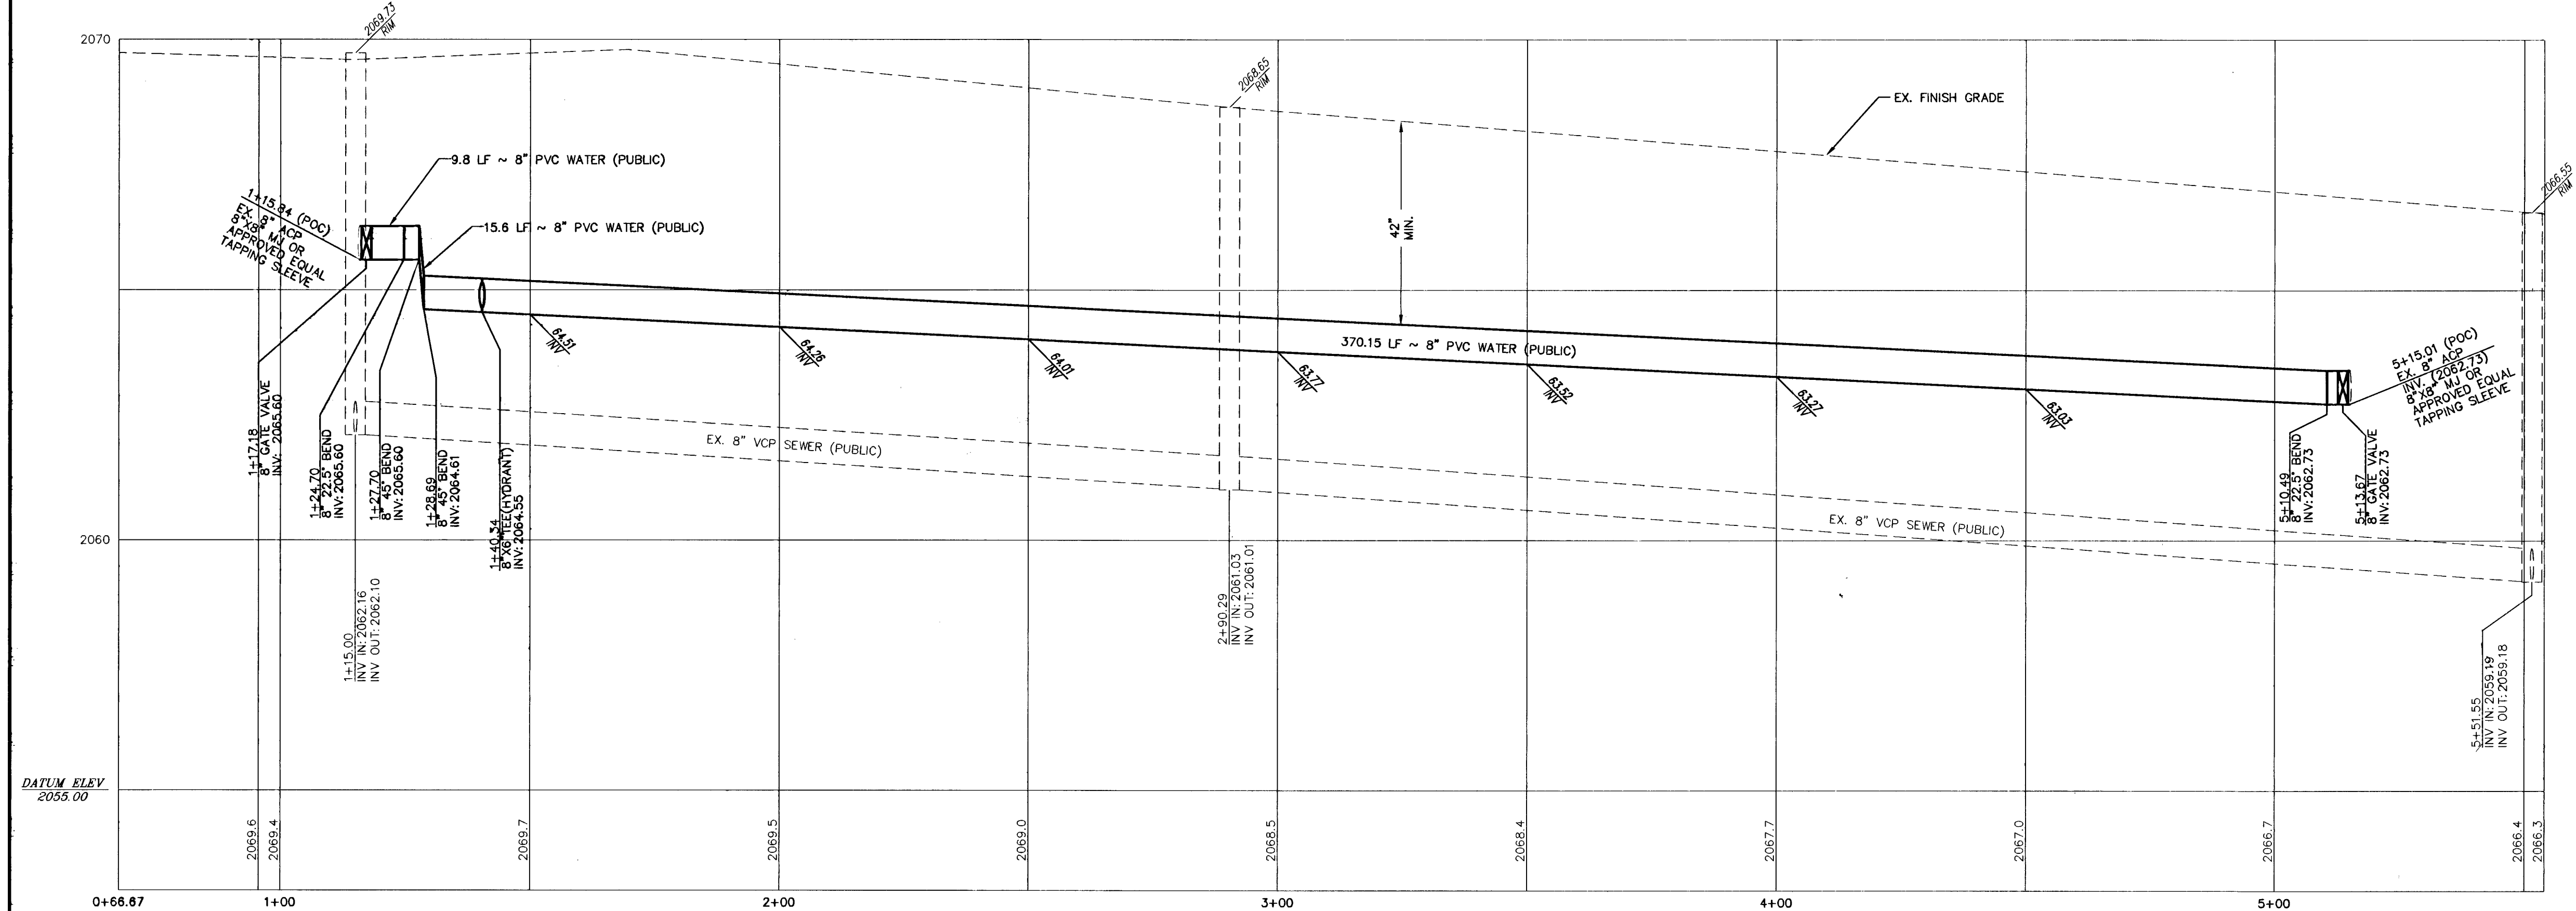 2070
2069.73
RIM
2068.65
RIM
EX. FINISH GRADE
2066.55
RIM
9.8 LF ~ 8" PVC WATER (PUBLIC)
15.6 LF ~ 8" PVC WATER (PUBLIC)
1+15.84 (POC)
EX. 8" ACP
8"X8" MJ OR
APPROVED EQUAL
TAPPING SLEEVE
42"
MIN.
64.51
INV
64.26
INV
64.01
INV
63.77
INV
370.15 LF ~ 8" PVC WATER (PUBLIC)
63.52
INV
63.27
INV
63.03
INV
5+15.01 (POC)
EX. 8" ACP
INV. (2062.73)
8"X8" MJ OR
APPROVED EQUAL
TAPPING SLEEVE
1+17.18
8" GATE VALVE
INV: 2065.60
1+24.70
8" 22.5° BEND
INV:2065.60
1+27.70
8" 45° BEND
INV:2065.60
1+28.69
8" 45° BEND
INV:2064.61
1+40.34
8"X6" TEE(HYDRANT)
INV:2064.55
EX. 8" VCP SEWER (PUBLIC)
EX. 8" VCP SEWER (PUBLIC)
5+10.49
8" 22.5° BEND
INV:2062.73
5+13.67
8" GATE VALVE
INV:2062.73
2060
1+15.00
INV IN:2062.16
INV OUT:2062.10
2+90.29
INV IN:2061.03
INV OUT:2061.01
5+51.55
INV IN:2059.19
INV OUT:2059.18
DATUM ELEV
2055.00
2069.6
2069.4
2069.7
2069.5
2069.0
2068.5
2068.4
2067.7
2067.0
2066.7
2066.4
2066.3
0+66.67
1+00
2+00
3+00
4+00
5+00